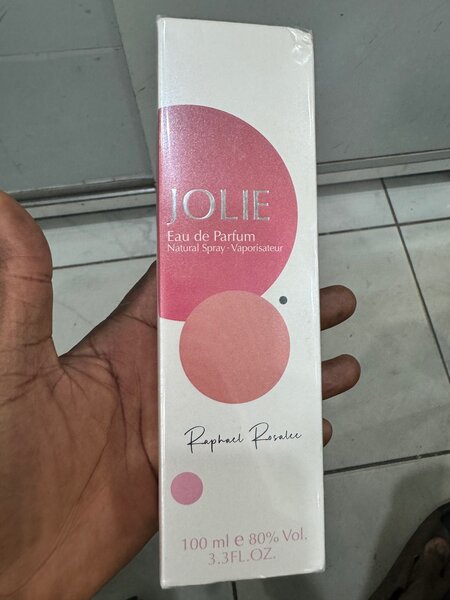 JOLIE
Eau de Parfum
Natural Spray - Vaporisateur
Raphael Rosalee
100 ml e 80% Vol.
3.3FL.OZ.